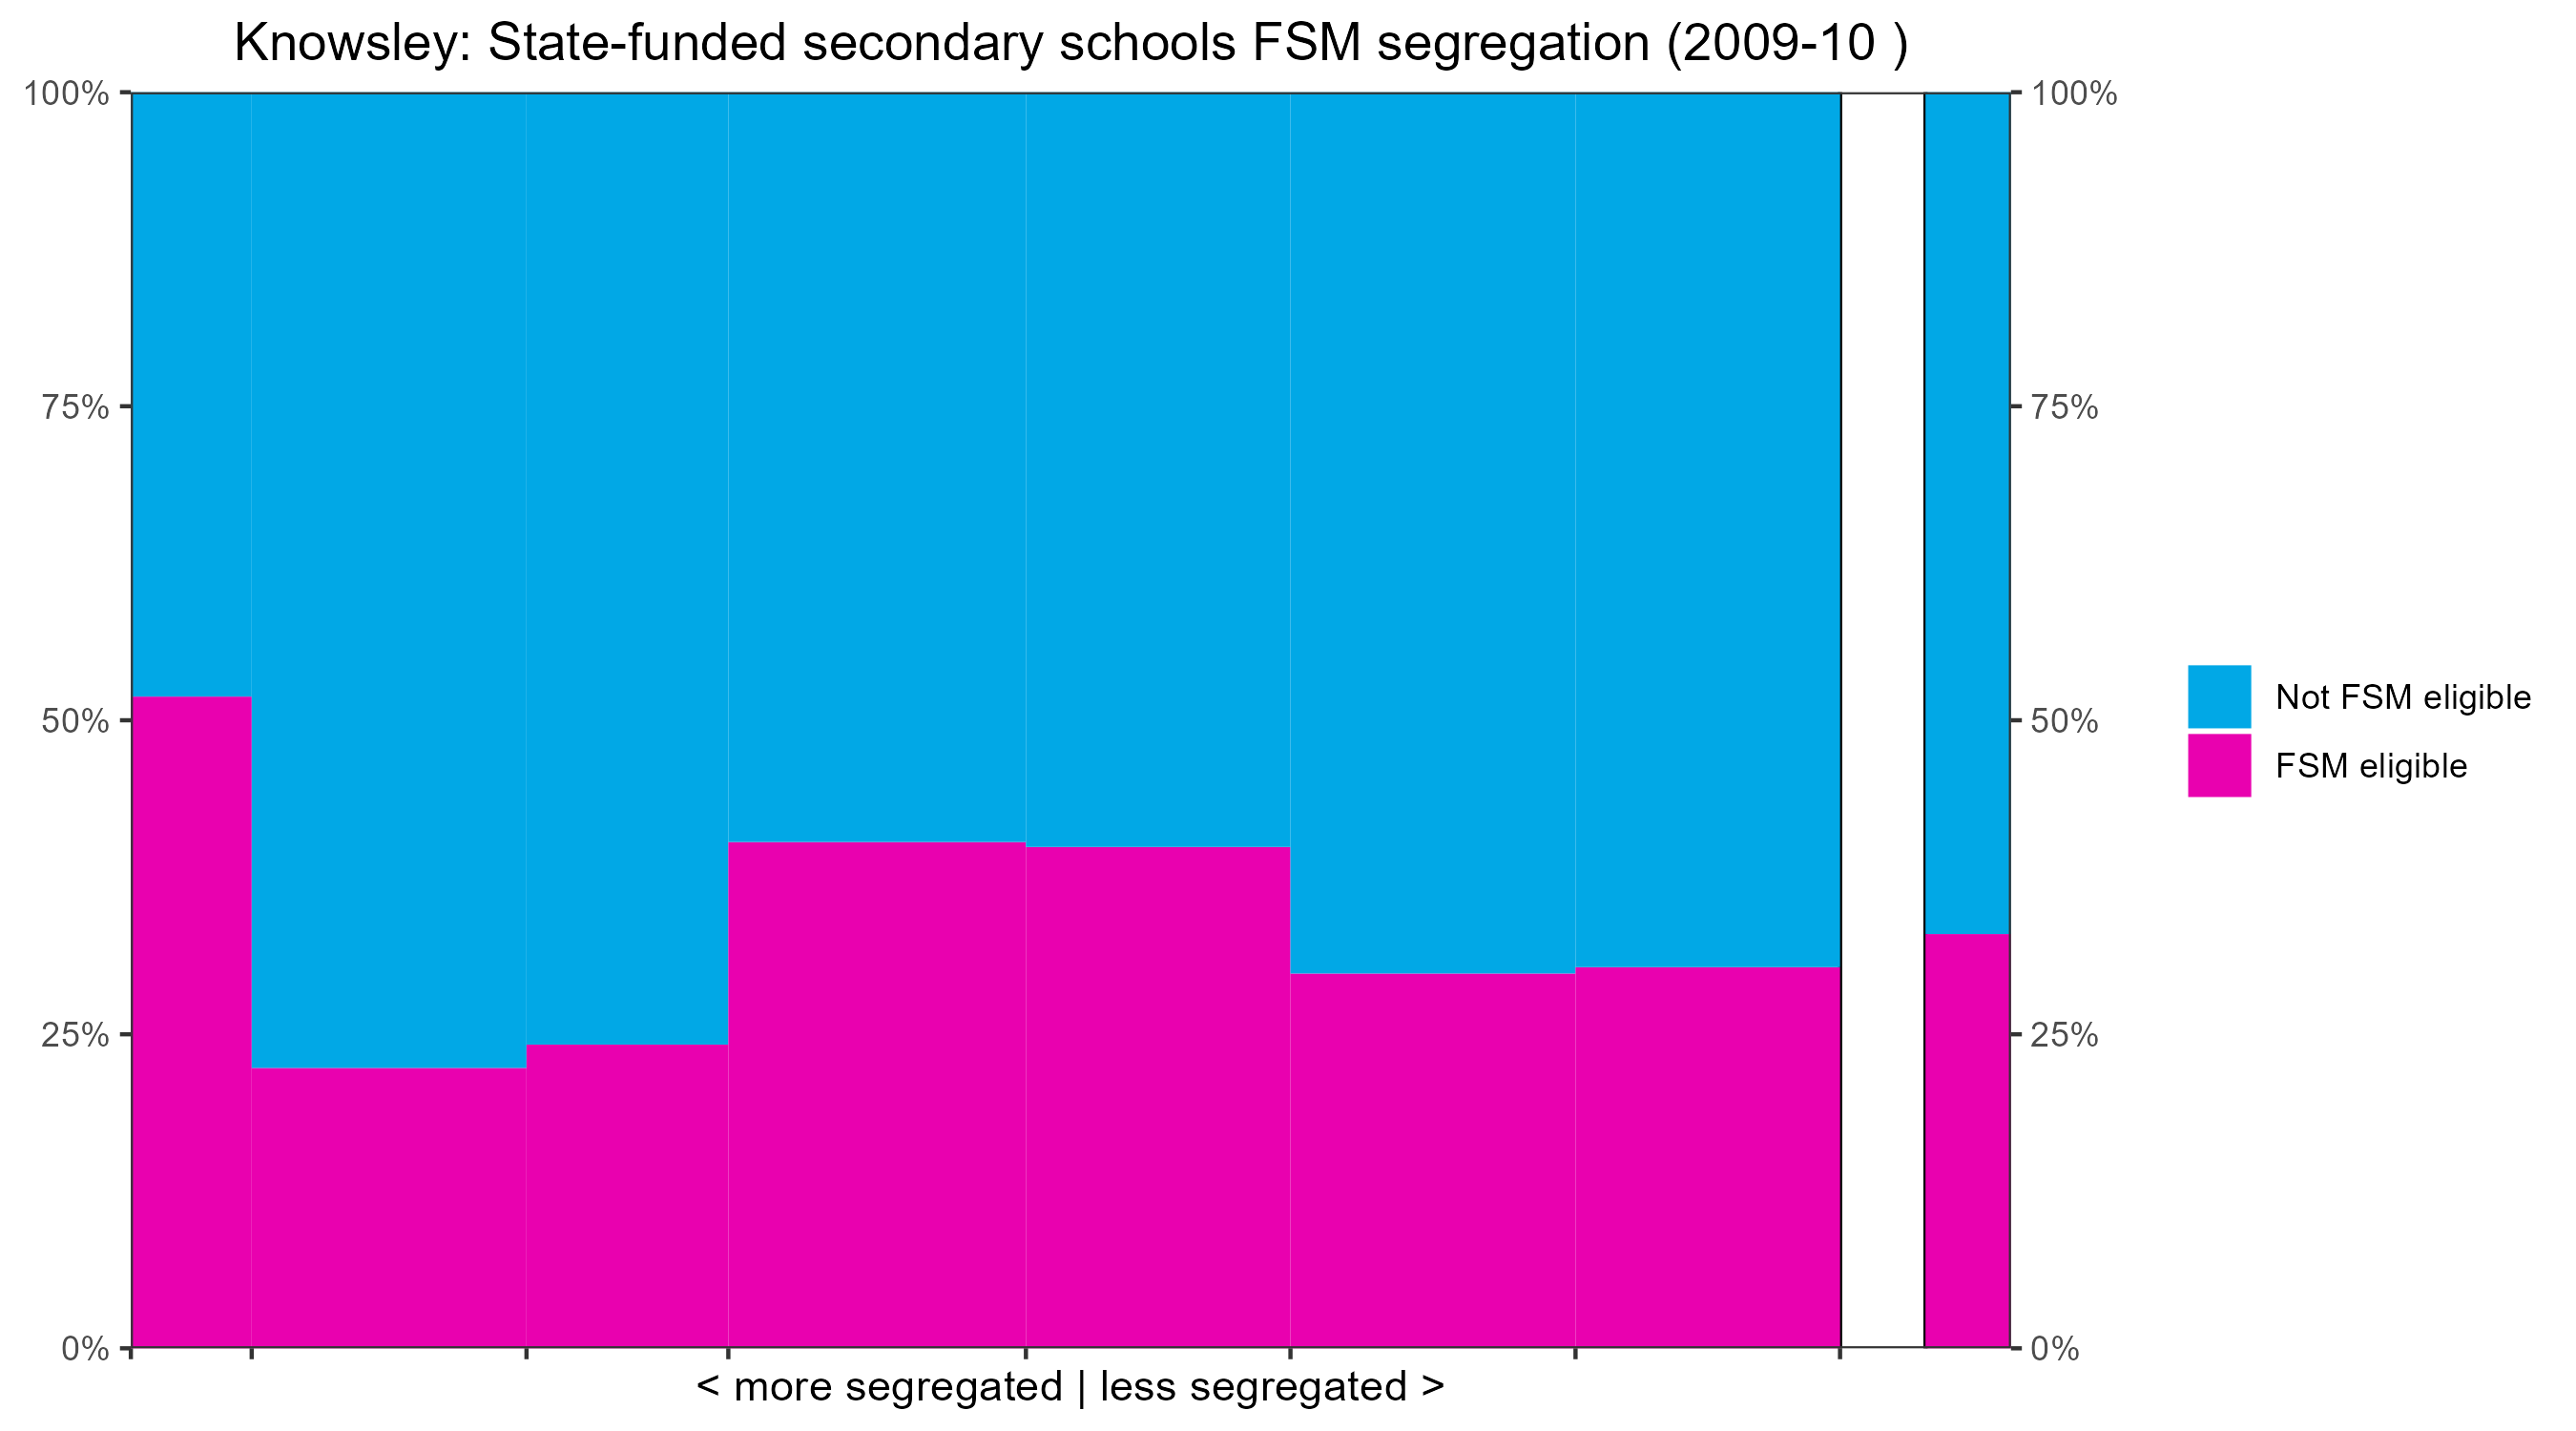 Knowsley: State-funded secondary schools FSM segregation (2009-10 )
100%
75%
50%
25%
0%
100%
75%
50%
25%
0%
Not FSM eligible
FSM eligible
< more segregated | less segregated >